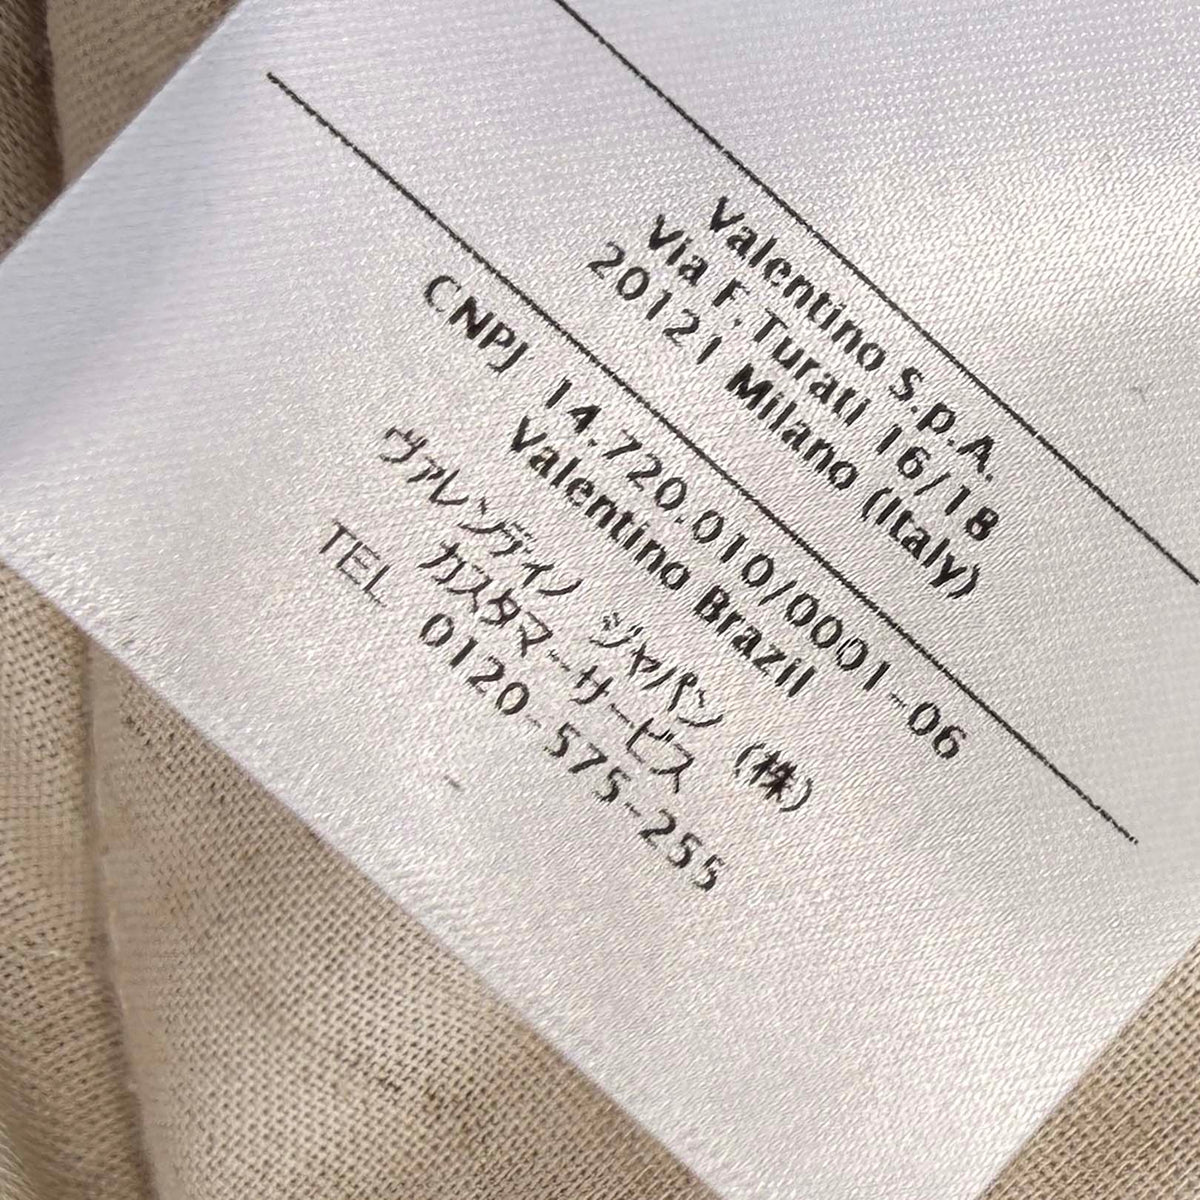 Valentino S.p.A.
Via F. Turati 16/18
20121 Milano (Italy)
CNPJ 14.720.010/0001-06
Valentino Brazil
ヴァレンティノ ジャパン (株)
カスタマーサービス
TEL 0120-575-255